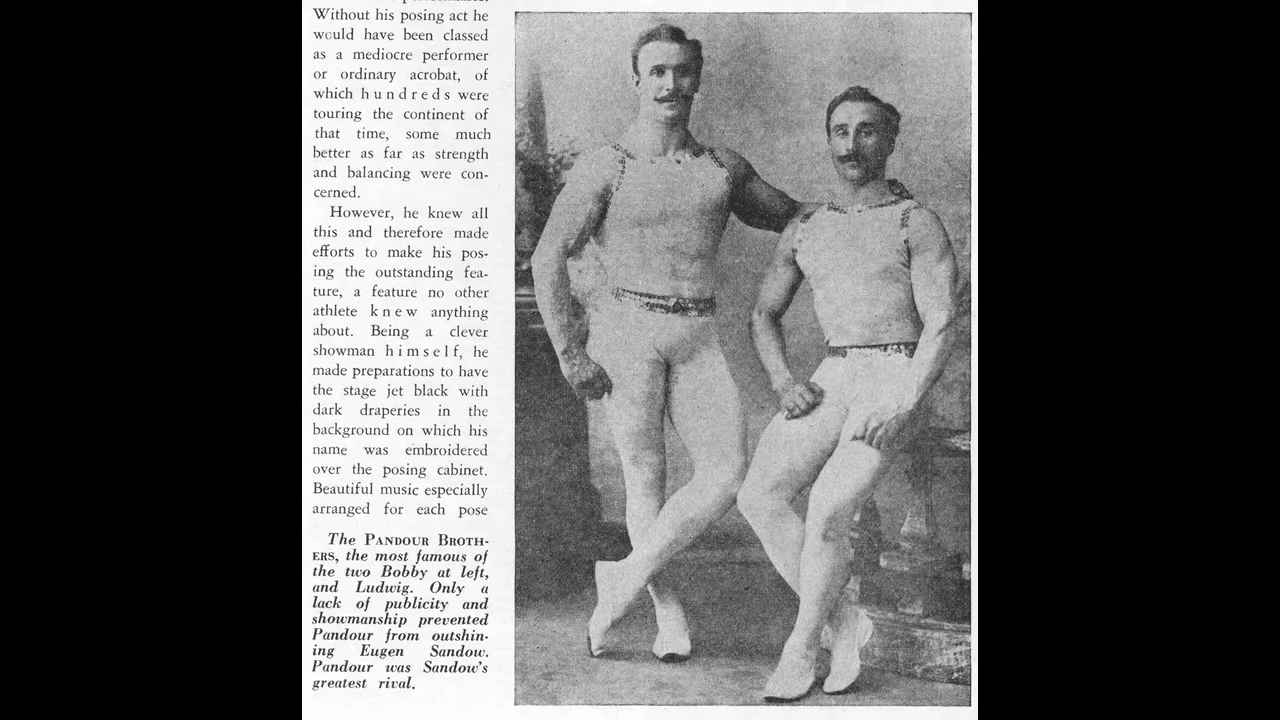 Without his posing act he
would have been classed
as a mediocre performer
or ordinary acrobat, of
which hundreds were
touring the continent of
that time, some much
better as far as strength
and balancing were con-
cerned.
However, he knew all
this and therefore made
efforts to make his pos-
ing the outstanding fea-
ture, a feature no other
athlete knew anything
about. Being a clever
showman himself, he
made preparations to have
the stage jet black with
dark draperies in the
background on which his
name was embroidered
over the posing cabinet.
Beautiful music especially
arranged for each pose
The PANDOUR BROTH-
ERS, the most famous of
the two Bobby at left,
and Ludwig. Only a
lack of publicity and
showmanship prevented
Pandour from outshin-
ing Eugen Sandow.
Pandour was Sandow's
greatest rival.